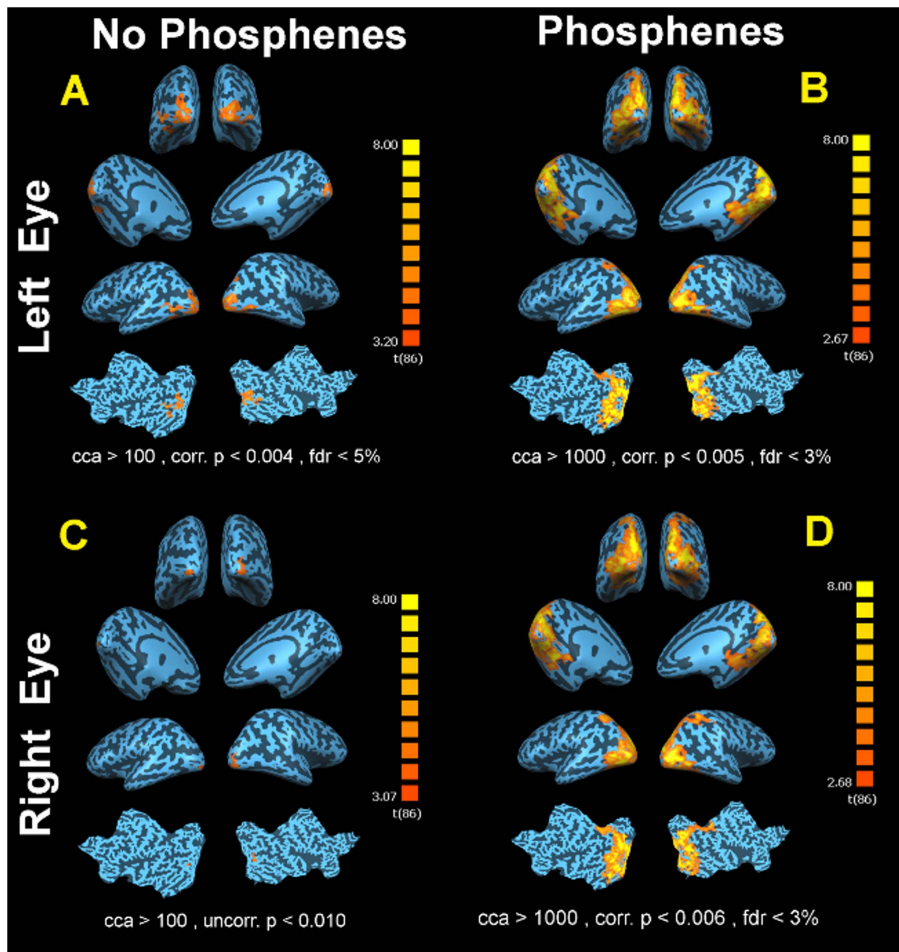 No Phosphenes
Phosphenes
Left Eye
A
8.00
3.20
t(86)
cca > 100 , corr. p < 0.004 , fdr < 5%
B
8.00
2.67
t(86)
cca > 1000 , corr. p < 0.005 , fdr < 3%
Right Eye
C
8.00
3.07
t(86)
cca > 100 , uncorr. p < 0.010
D
8.00
2.68
t(86)
cca > 1000 , corr. p < 0.006 , fdr < 3%